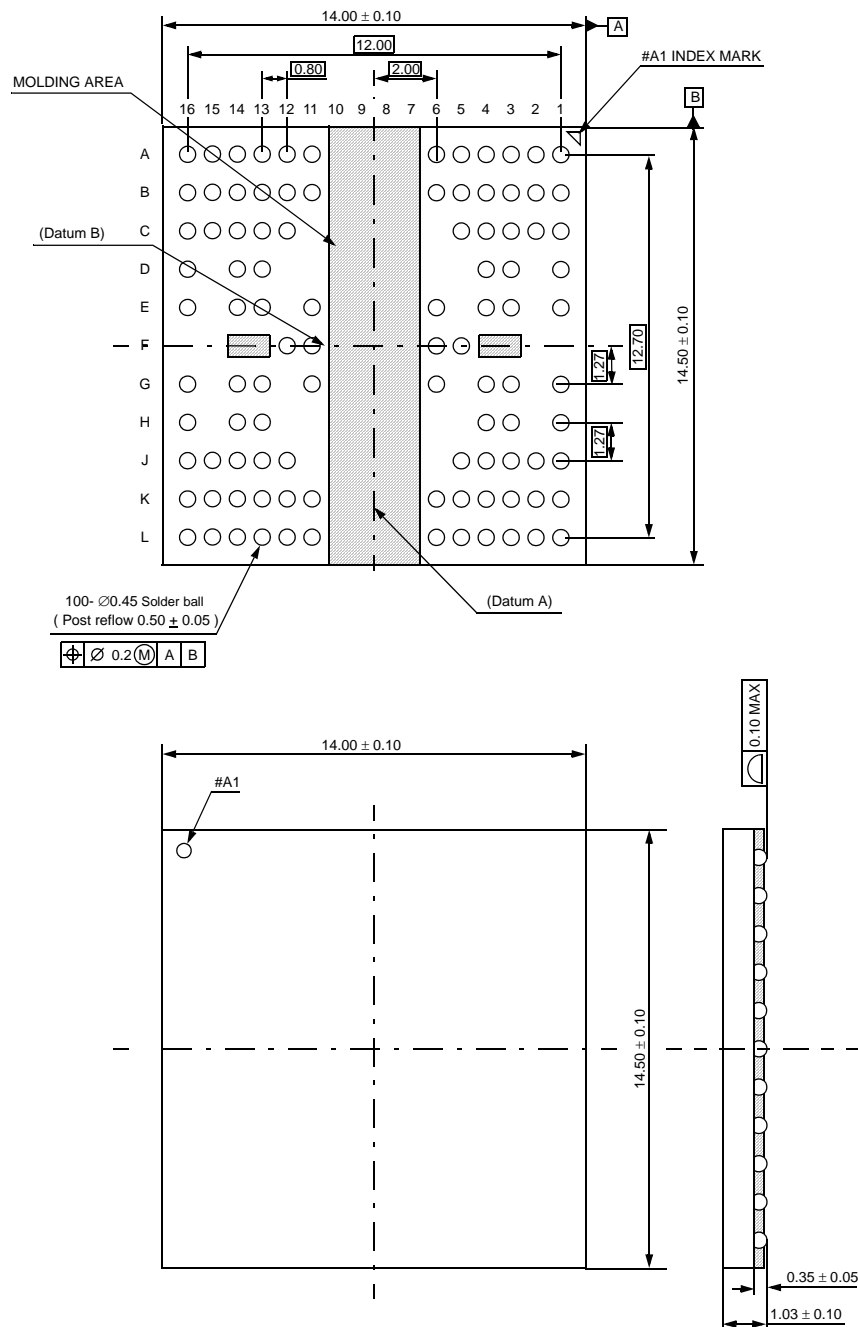 14.00 ± 0.10
A
12.00
#A1 INDEX MARK
0.80
2.00
MOLDING AREA
B
16 15 14 13 12 11 10 9 8 7 6 5 4 3 2 1
A
B
C
(Datum B)
D
E
F
G
H
J
K
L
1.27
1.27
12.70
14.50 ± 0.10
100- ∅0.45 Solder ball
( Post reflow 0.50 ± 0.05 )
(Datum A)
⌖ ∅ 0.2 Ⓜ A B
0.10 MAX
14.00 ± 0.10
#A1
14.50 ± 0.10
0.35 ± 0.05
1.03 ± 0.10